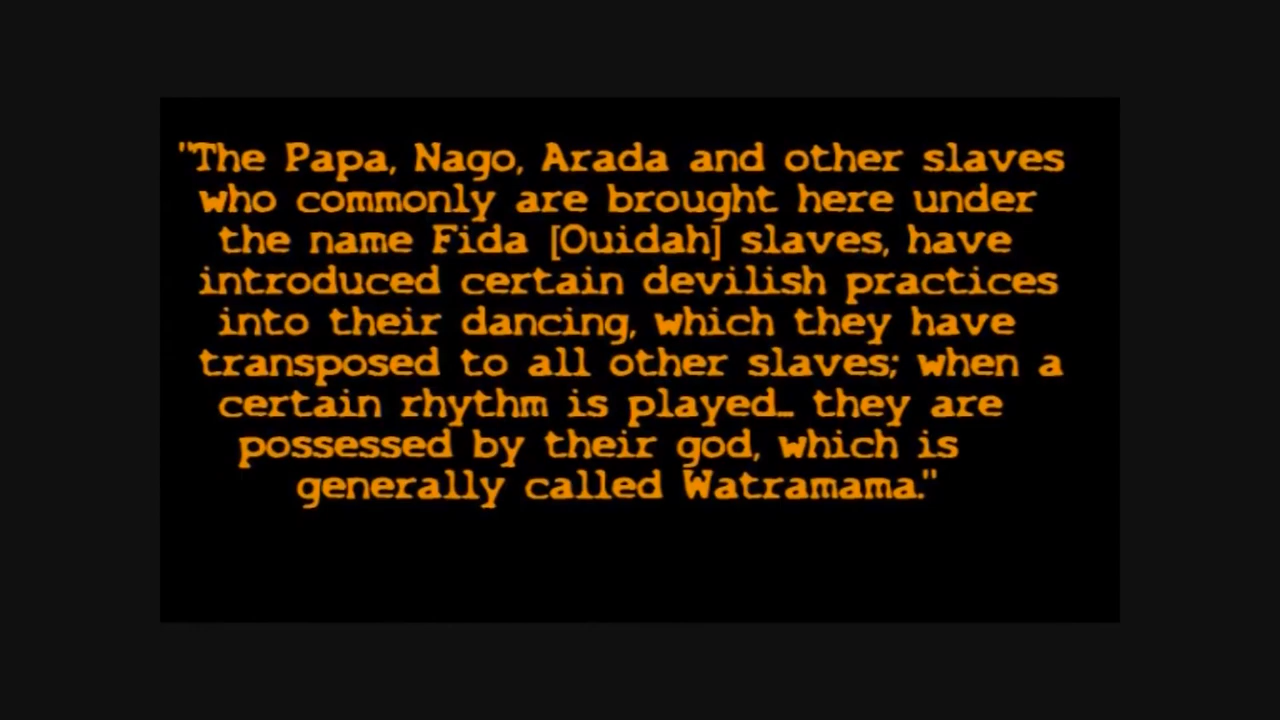 "The Papa, Nago, Arada and other slaves
who commonly are brought here under
the name Fida [Ouidah] slaves, have
introduced certain devilish practices
into their dancing, which they have
transposed to all other slaves; when a
certain rhythm is played... they are
possessed by their god, which is
generally called Watramama."